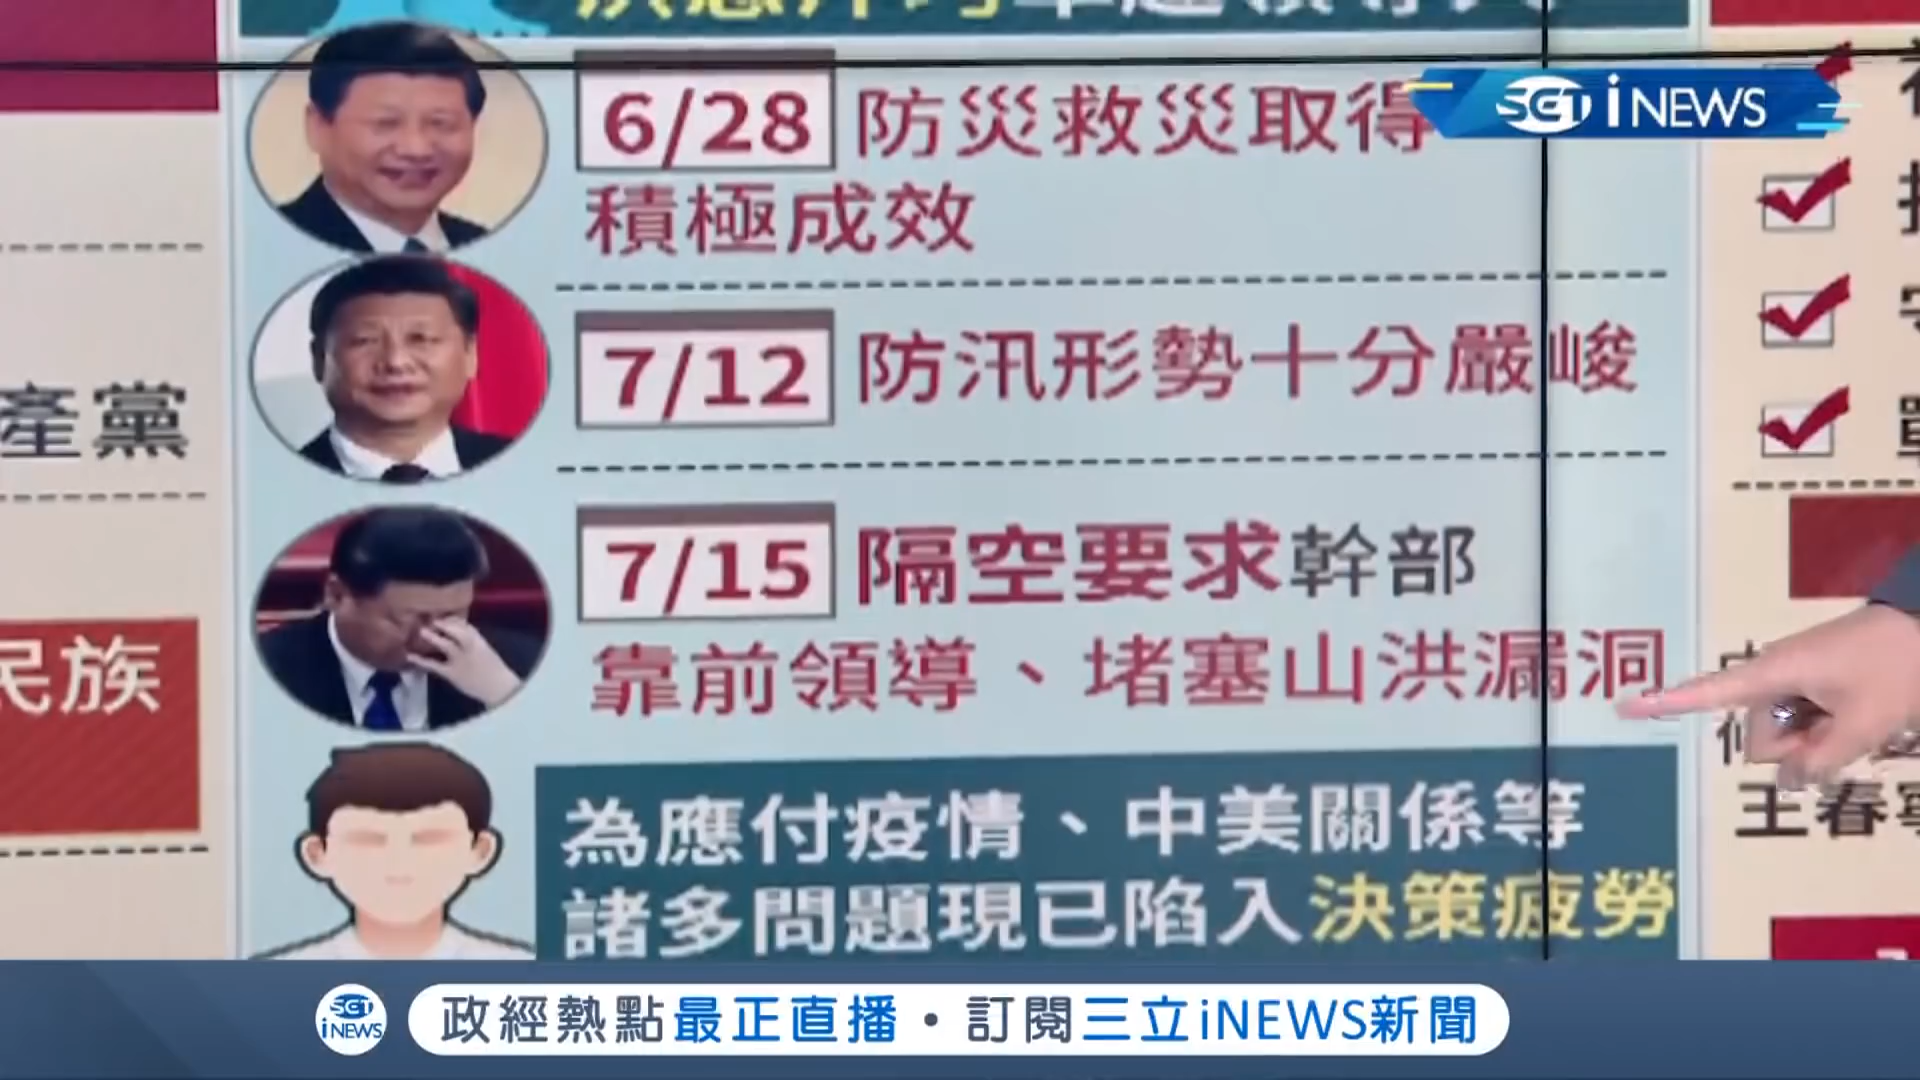 6/28 防災救災取得
積極成效
7/12 防汛形勢十分嚴峻
7/15 隔空要求幹部
靠前領導、堵塞山洪漏洞
為應付疫情、中美關係等
諸多問題現已陷入決策疲勞
產黨
民族
王春
SET iNEWS
SET iNEWS
政經熱點最正直播・訂閱三立iNEWS新聞